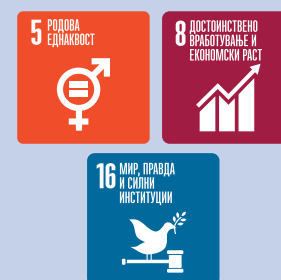 5 РОДОВА
ЕДНАКВОСТ
8 ДОСТОИНСТВЕНО
ВРАБОТУВАЊЕ И
ЕКОНОМСКИ РАСТ
16 МИР, ПРАВДА
И СИЛНИ
ИНСТИТУЦИИ